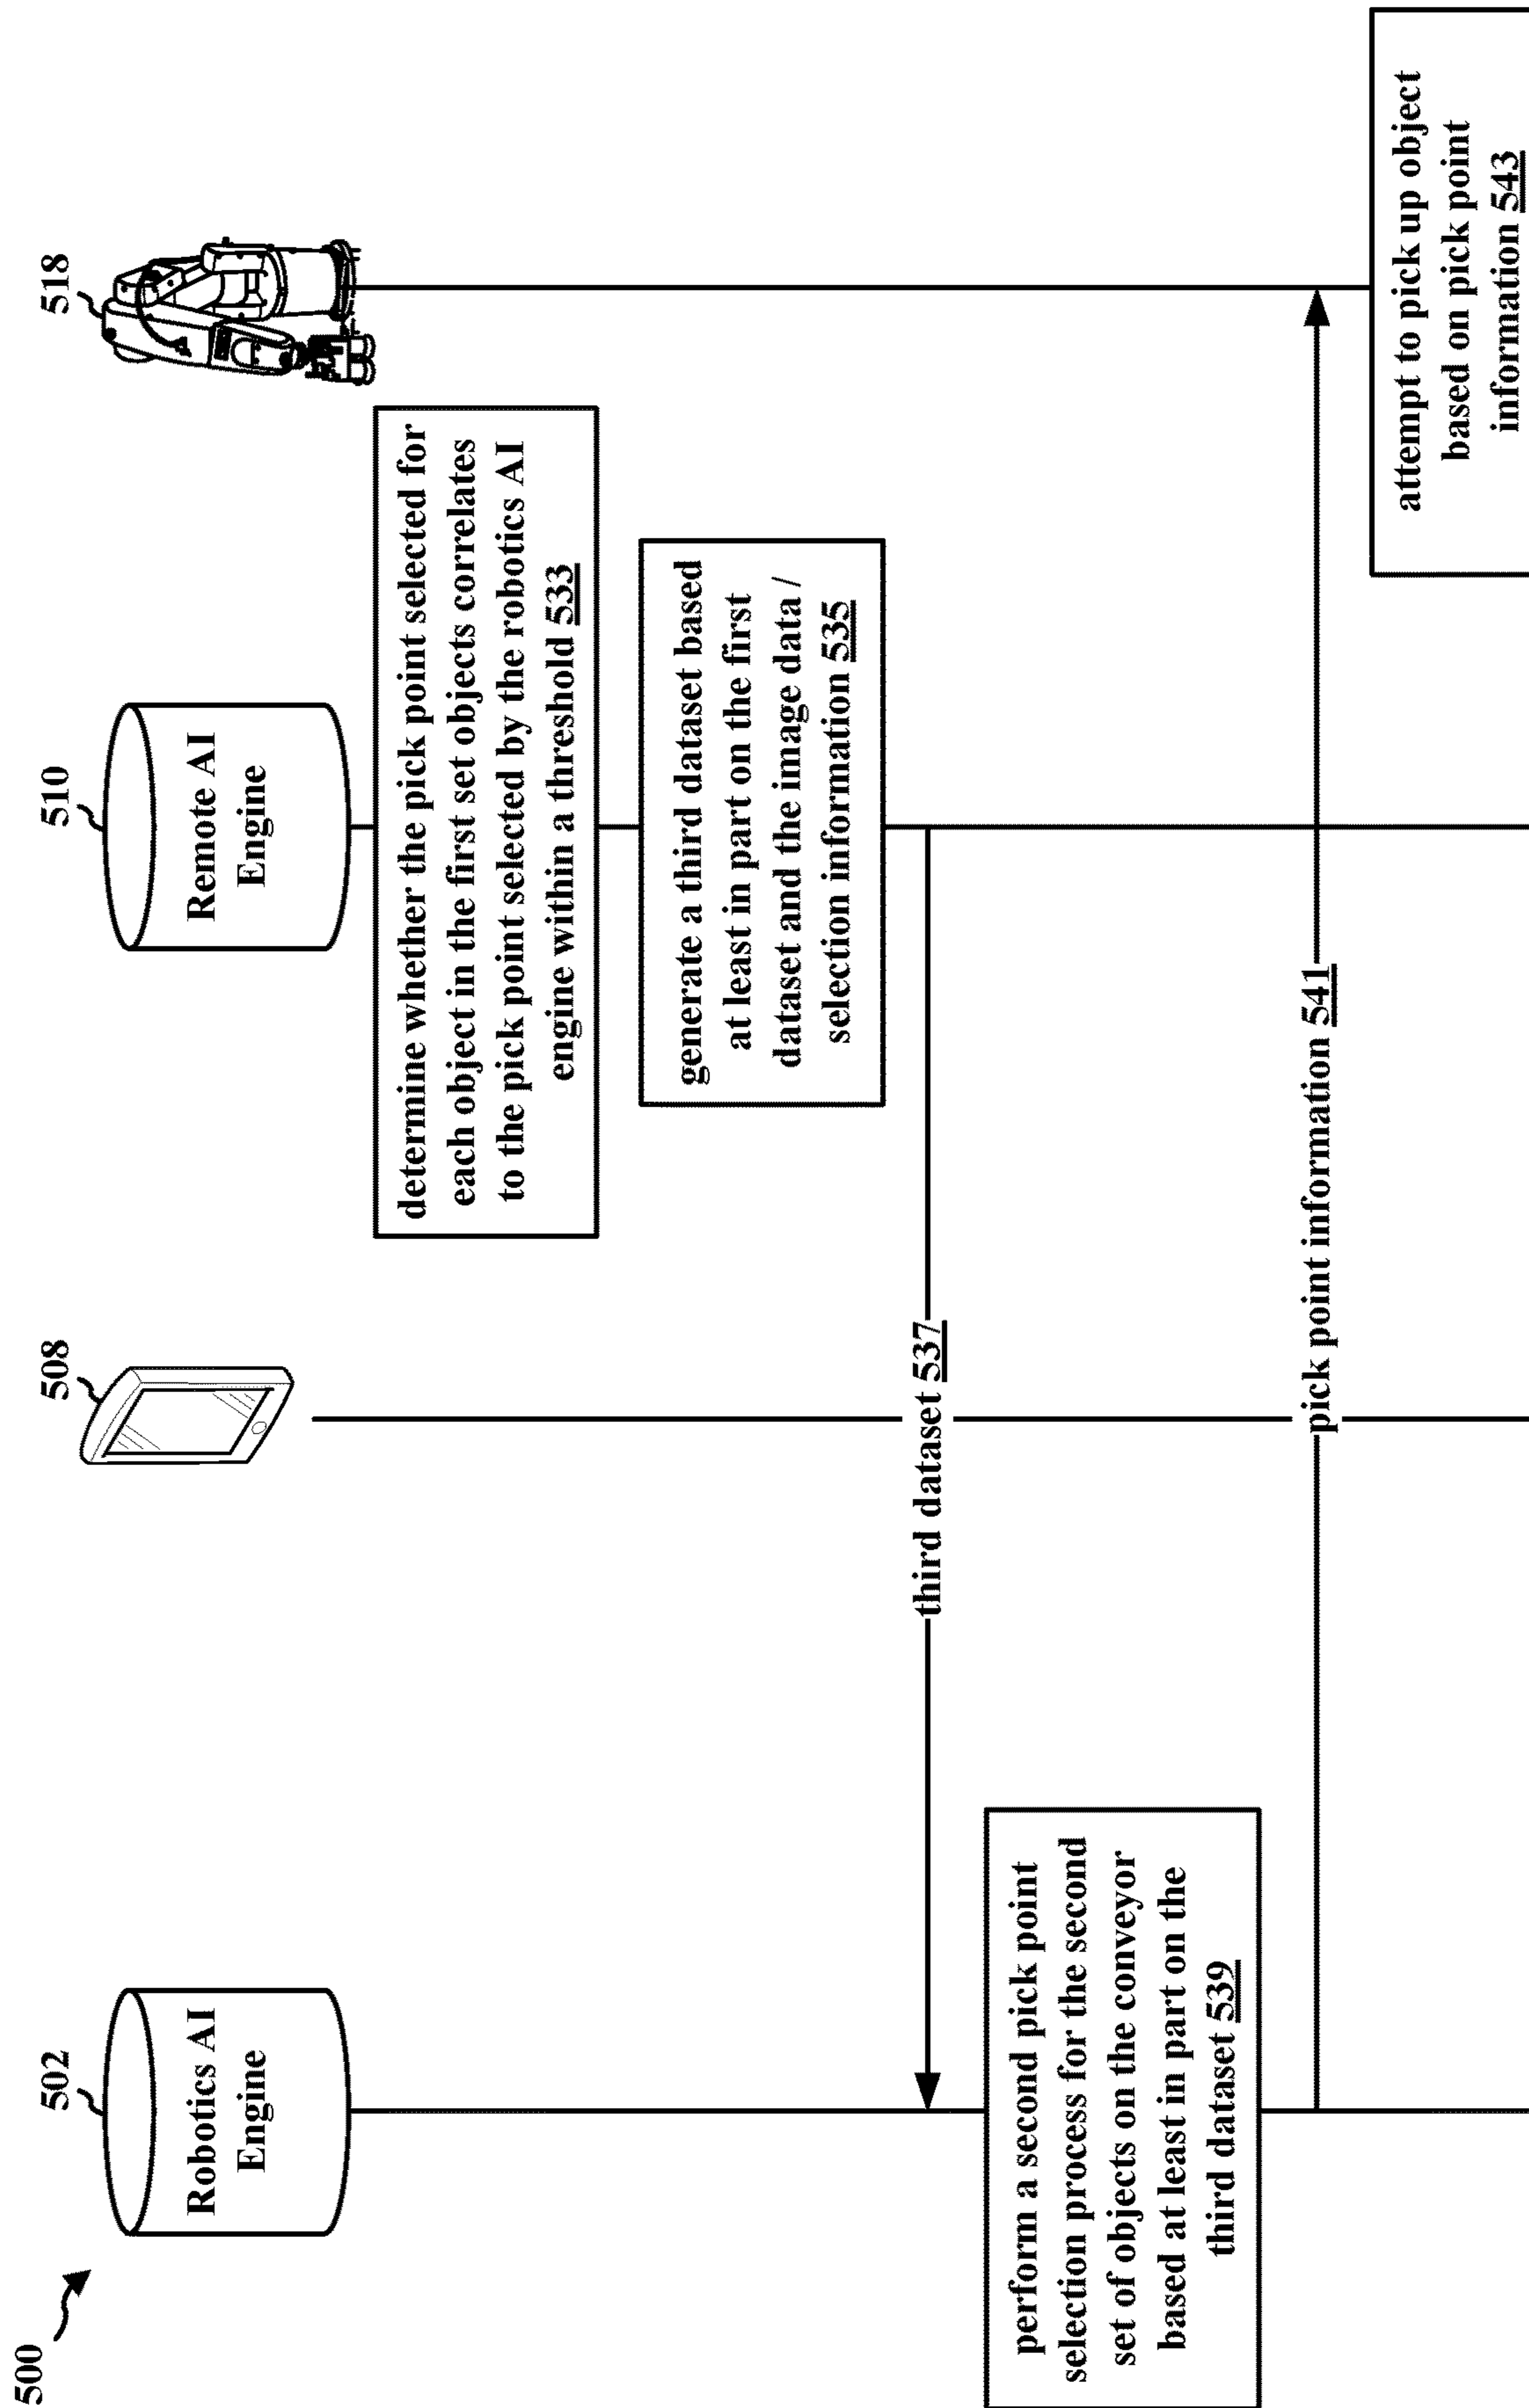 500
502
Robotics AI
Engine
508
510
Remote AI
Engine
518
determine whether the pick point selected for
each object in the first set objects correlates
to the pick point selected by the robotics AI
engine within a threshold 533
generate a third dataset based
at least in part on the first
dataset and the image data /
selection information 535
third dataset 537
perform a second pick point
selection process for the second
set of objects on the conveyor
based at least in part on the
third dataset 539
pick point information 541
attempt to pick up object
based on pick point
information 543